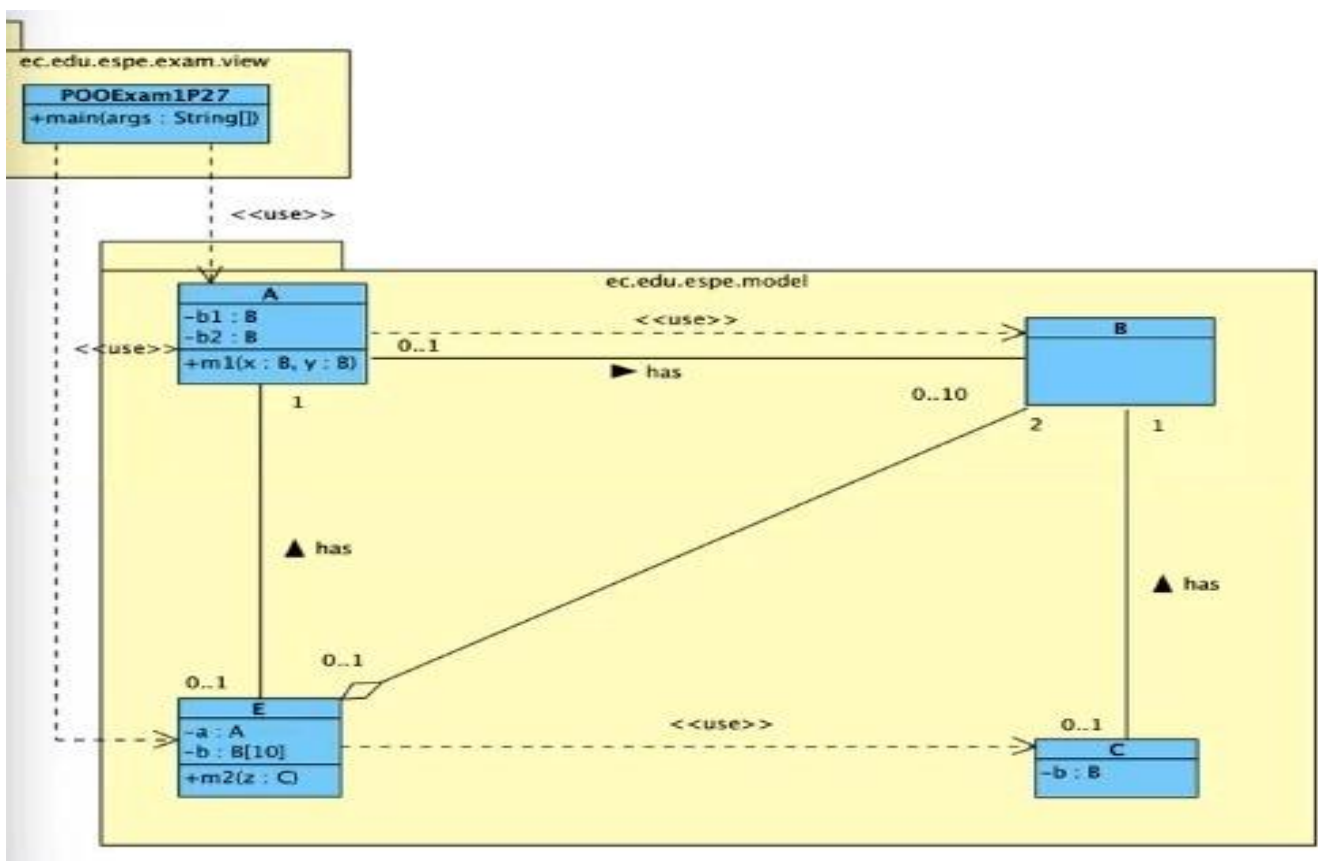 ec.edu.espe.exam.view
POOExam1P27
+main(args : String[])
<<use>>
ec.edu.espe.model
A
-b1 : B
-b2 : B
+m1(x : B, y : B)
<<use>>
<<use>>
B
0..1
has
0..10
1
2
1
has
has
0..1
0..1
E
-a : A
-b : B[10]
+m2(z : C)
<<use>>
0..1
C
-b : B